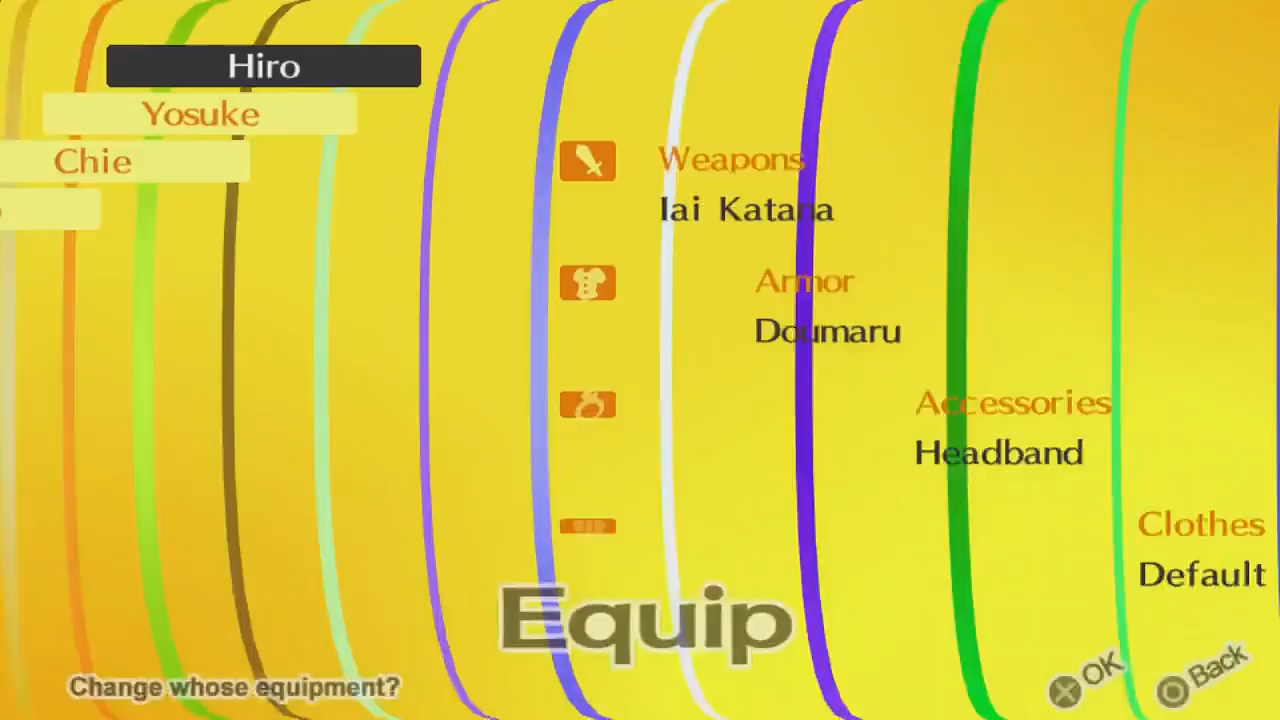 Hiro
Yosuke
Chie
Weapons
Iai Katana
Armor
Doumaru
Accessories
Headband
Clothes
Default
Equip
Change whose equipment?
OK
Back